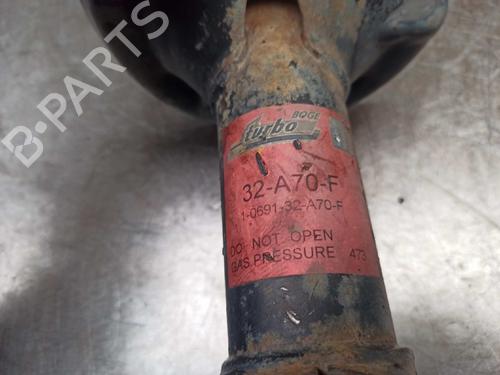 B-PARTS
BOGE
turbo
32-A70-F
1-0691-32-A70-F
DO NOT OPEN
GAS PRESSURE 473